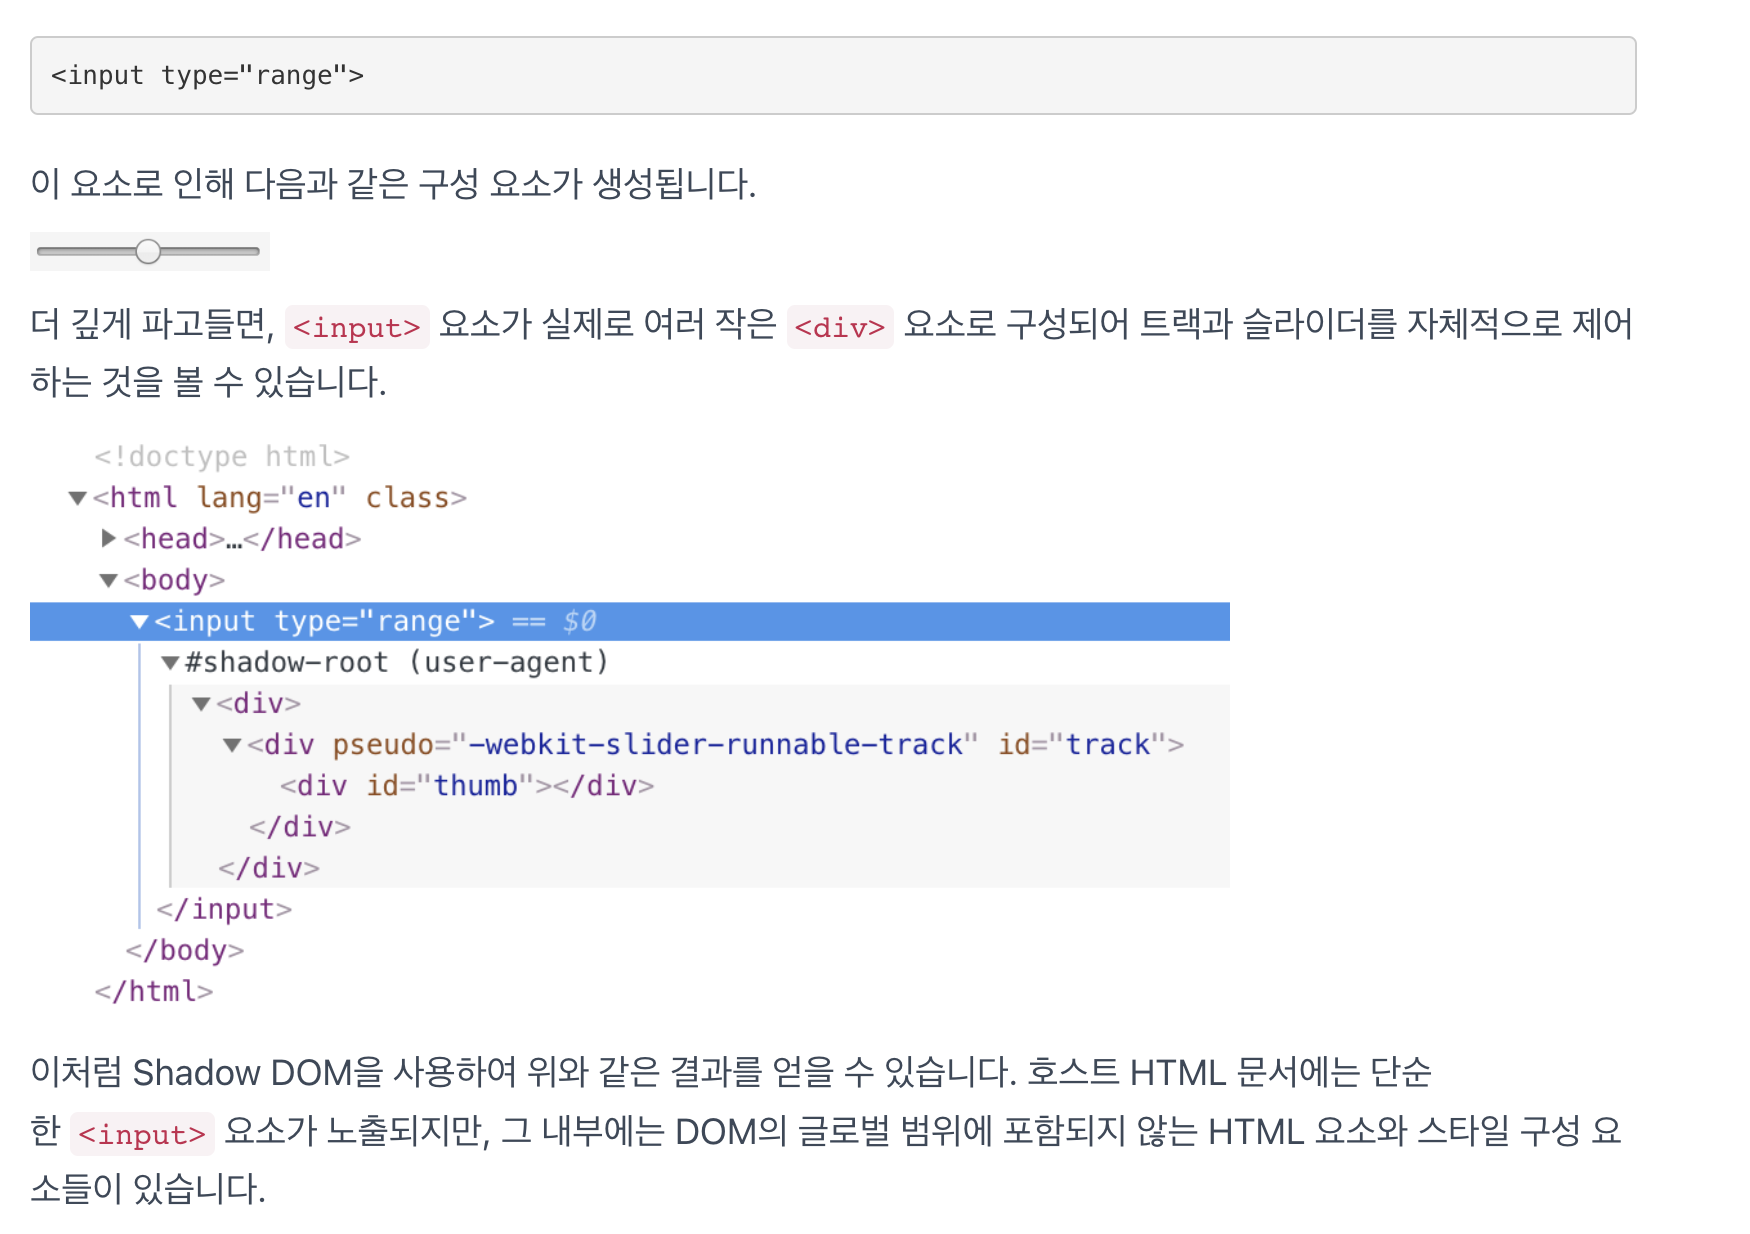 <input type="range">
이 요소로 인해 다음과 같은 구성 요소가 생성됩니다.
더 깊게 파고들면, <input> 요소가 실제로 여러 작은 <div> 요소로 구성되어 트랙과 슬라이더를 자체적으로 제어
하는 것을 볼 수 있습니다.
<!doctype html>
<html lang="en" class>
<head>…</head>
<body>
<input type="range"> == $0
#shadow-root (user-agent)
<div>
<div pseudo="-webkit-slider-runnable-track" id="track">
<div id="thumb"></div>
</div>
</div>
</input>
</body>
</html>
이처럼 Shadow DOM을 사용하여 위와 같은 결과를 얻을 수 있습니다. 호스트 HTML 문서에는 단순
한 <input> 요소가 노출되지만, 그 내부에는 DOM의 글로벌 범위에 포함되지 않는 HTML 요소와 스타일 구성 요
소들이 있습니다.